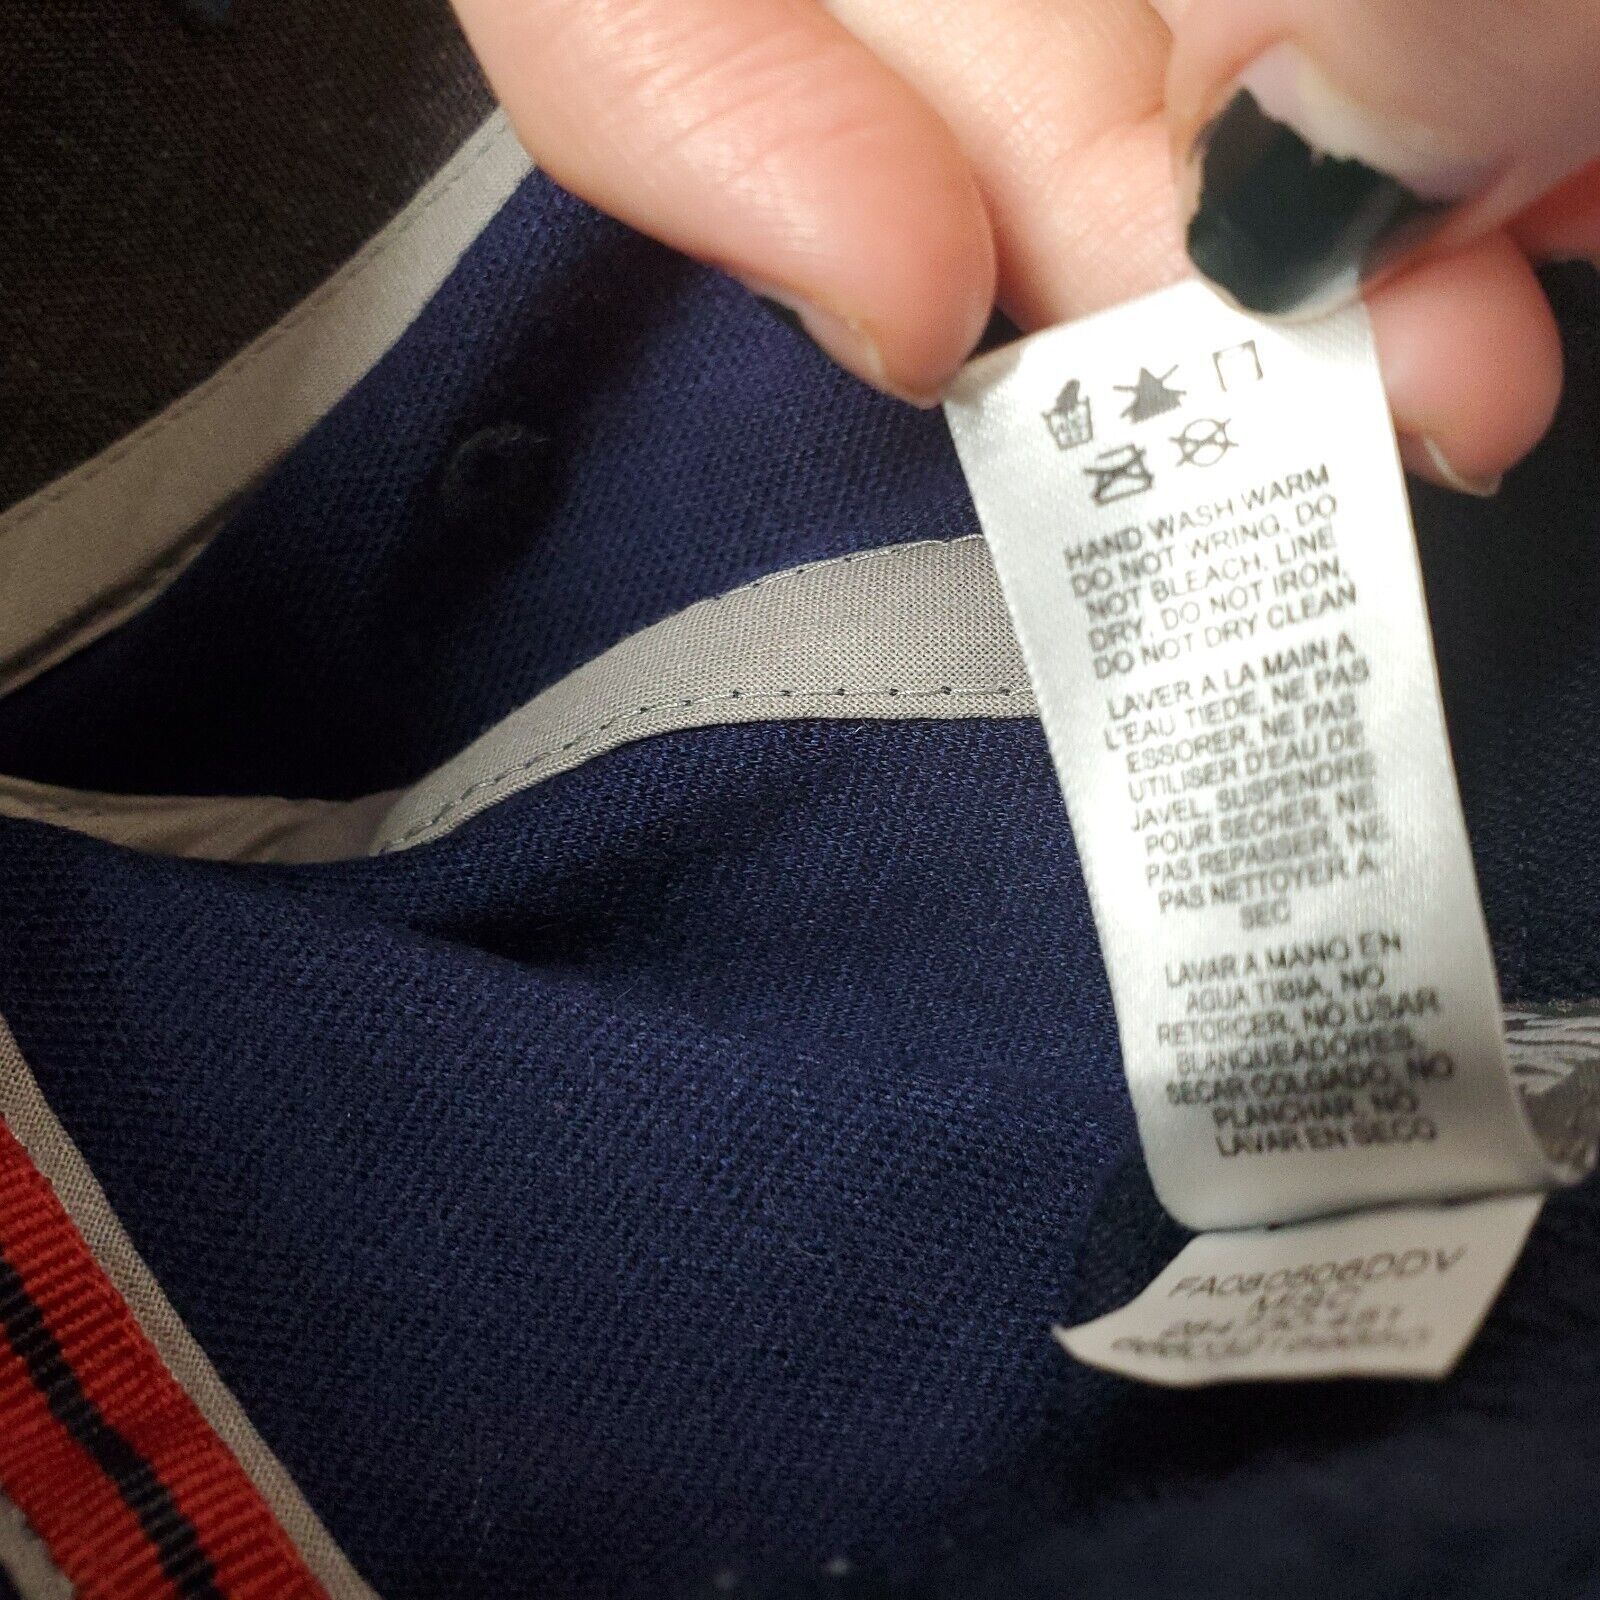 HAND WASH WARM
DO NOT WRING, DO
NOT BLEACH, LINE
DRY, DO NOT IRON,
DO NOT DRY CLEAN
LAVER A LA MAIN A
L'EAU TIEDE, NE PAS
ESSORER, NE PAS
UTILISER D'EAU DE
JAVEL, SUSPENDRE
POUR SECHER, NE
PAS REPASSER, NE
PAS NETTOYER A
SEC
LAVAR A MANO EN
AGUA TIBIA, NO
RETORCER, NO USAR
BLANQUEADORES,
SECAR COLGADO, NO
PLANCHAR, NO
LAVAR EN SECO
FA080506DDV
MISC